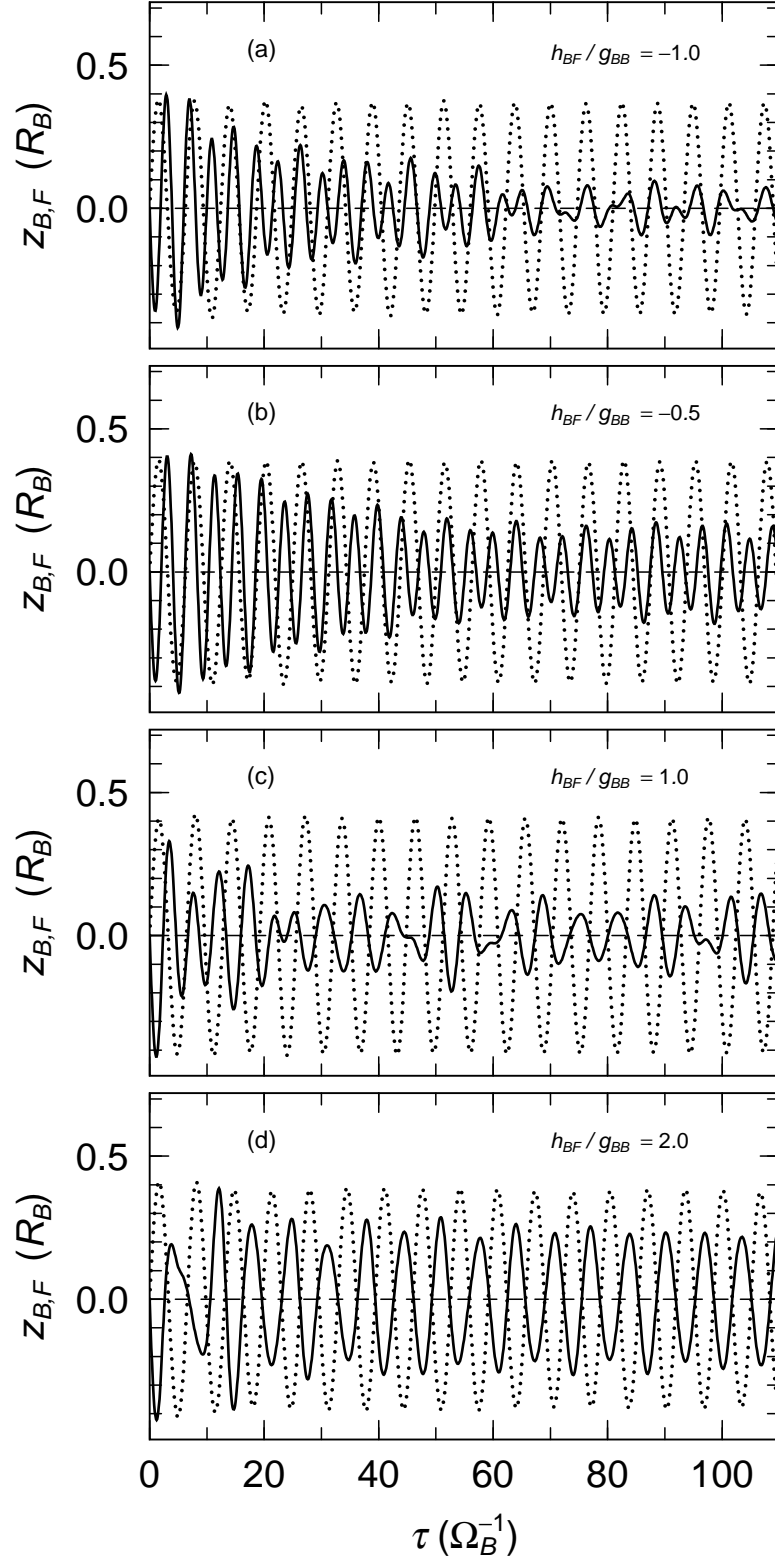 (a) h_BF / g_BB = −1.0
0.5
0.0
z_B,F (R_B)
(b) h_BF / g_BB = −0.5
0.5
0.0
z_B,F (R_B)
(c) h_BF / g_BB = 1.0
0.5
0.0
z_B,F (R_B)
(d) h_BF / g_BB = 2.0
0.5
0.0
z_B,F (R_B)
0 20 40 60 80 100
τ (Ω_B^−1)